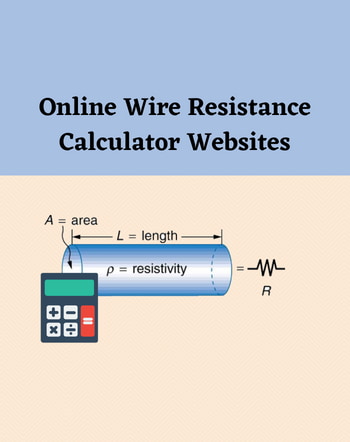 Online Wire Resistance
Calculator Websites
A = area
L = length
ρ = resistivity
=
R
+ −
× ÷ =